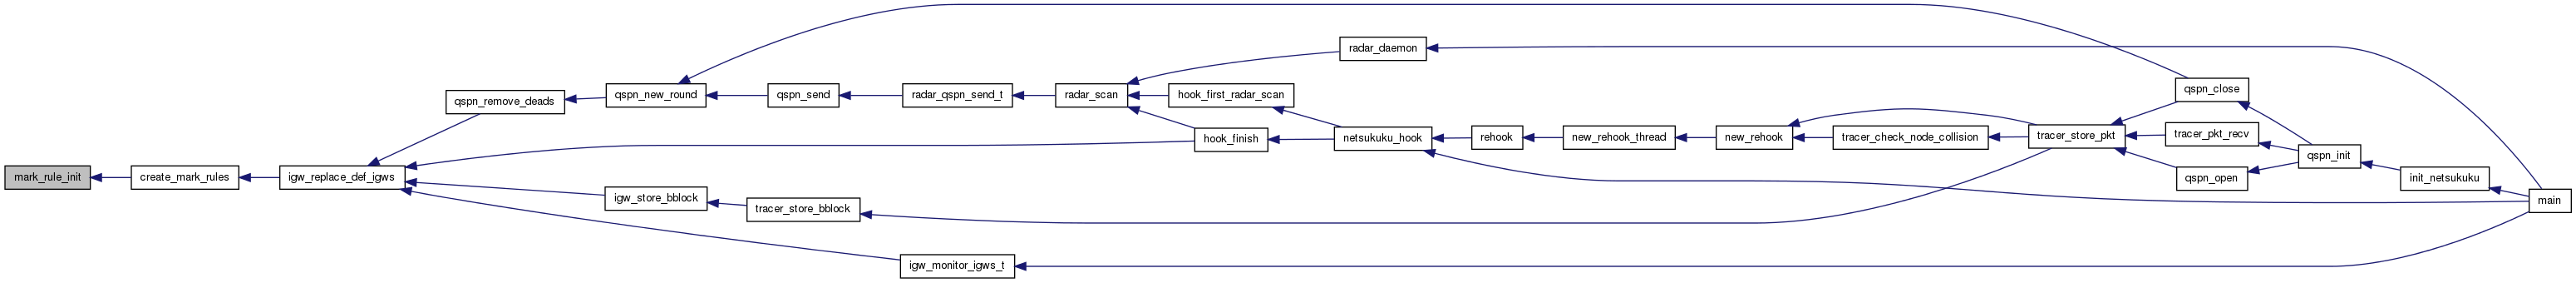 mark_rule_init
create_mark_rules
igw_replace_def_igws
qspn_remove_deads
qspn_new_round
qspn_send
radar_qspn_send_t
radar_scan
radar_daemon
hook_first_radar_scan
hook_finish
netsukuku_hook
rehook
new_rehook_thread
new_rehook
tracer_check_node_collision
tracer_store_pkt
qspn_close
tracer_pkt_recv
qspn_open
qspn_init
init_netsukuku
main
igw_store_bblock
tracer_store_bblock
igw_monitor_igws_t